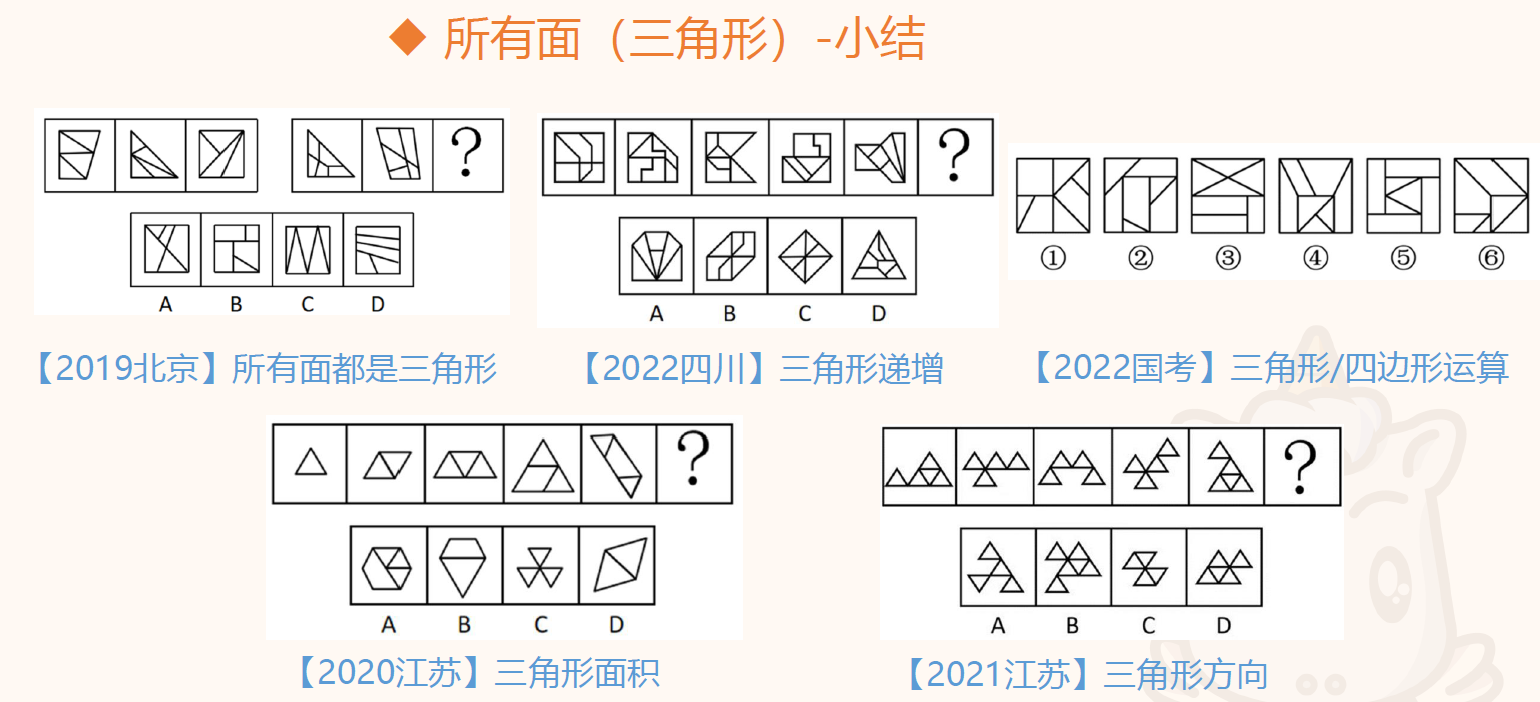 ◆ 所有面（三角形）-小结
?
?
A B C D
?
A B C D
① ② ③ ④ ⑤ ⑥
【2019北京】所有面都是三角形
【2022四川】三角形递增
【2022国考】三角形/四边形运算
?
A B C D
?
A B C D
【2020江苏】三角形面积
【2021江苏】三角形方向